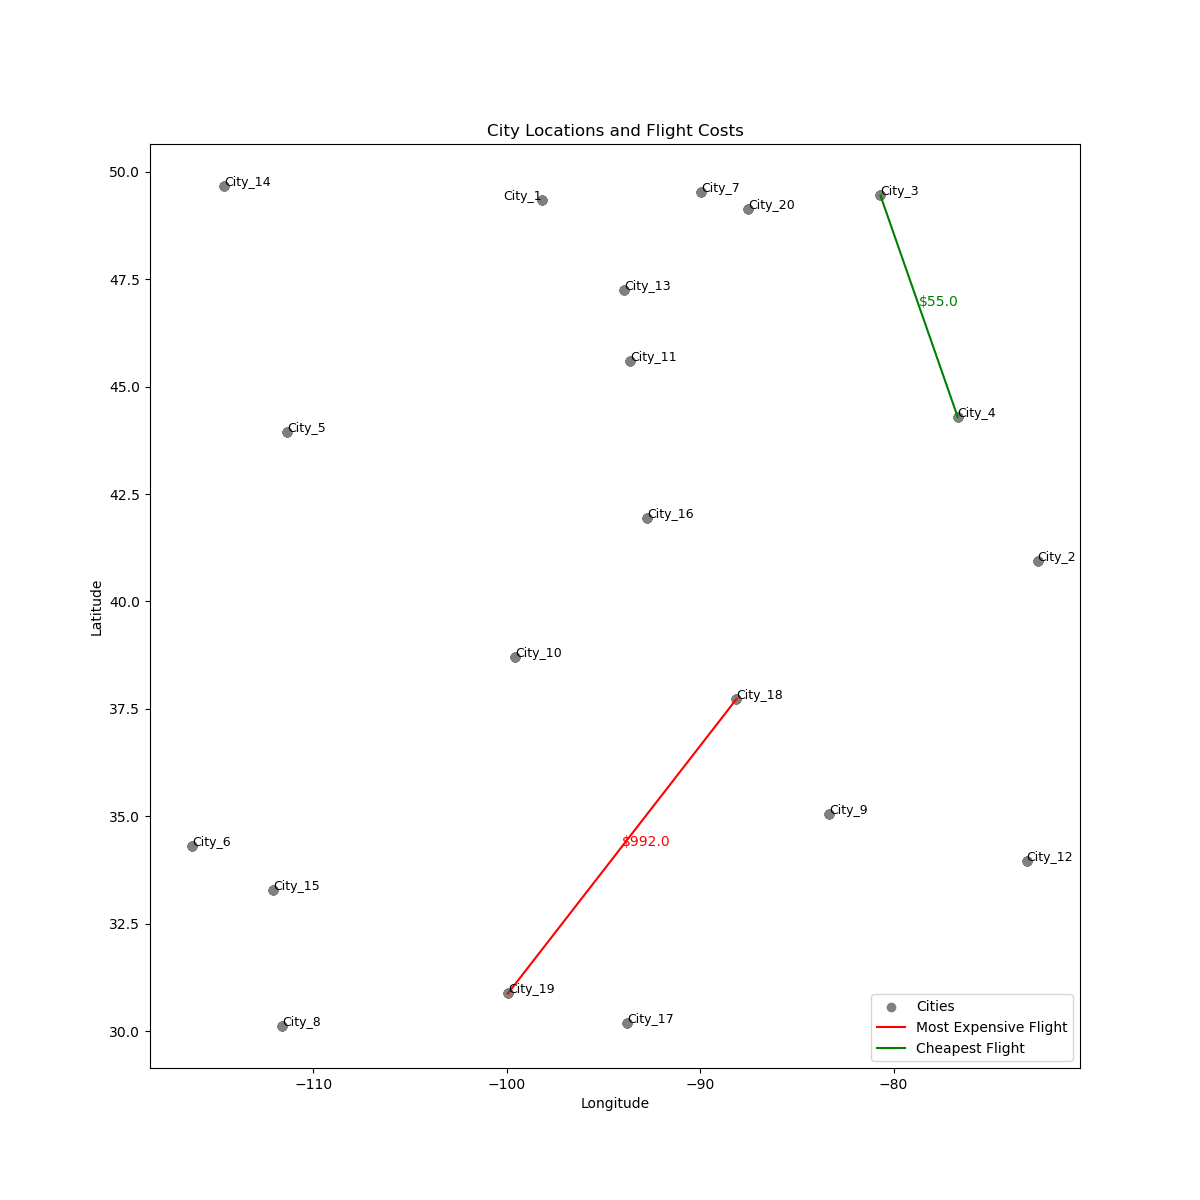 City Locations and Flight Costs
50.0
47.5
45.0
42.5
40.0
37.5
35.0
32.5
30.0
Latitude
City_14
City_1
City_7
City_20
City_3
City_13
$55.0
City_11
City_4
City_5
City_16
City_2
City_10
City_18
City_9
$992.0
City_6
City_12
City_15
City_19
City_8
City_17
Cities
Most Expensive Flight
Cheapest Flight
−110
−100
−90
−80
Longitude